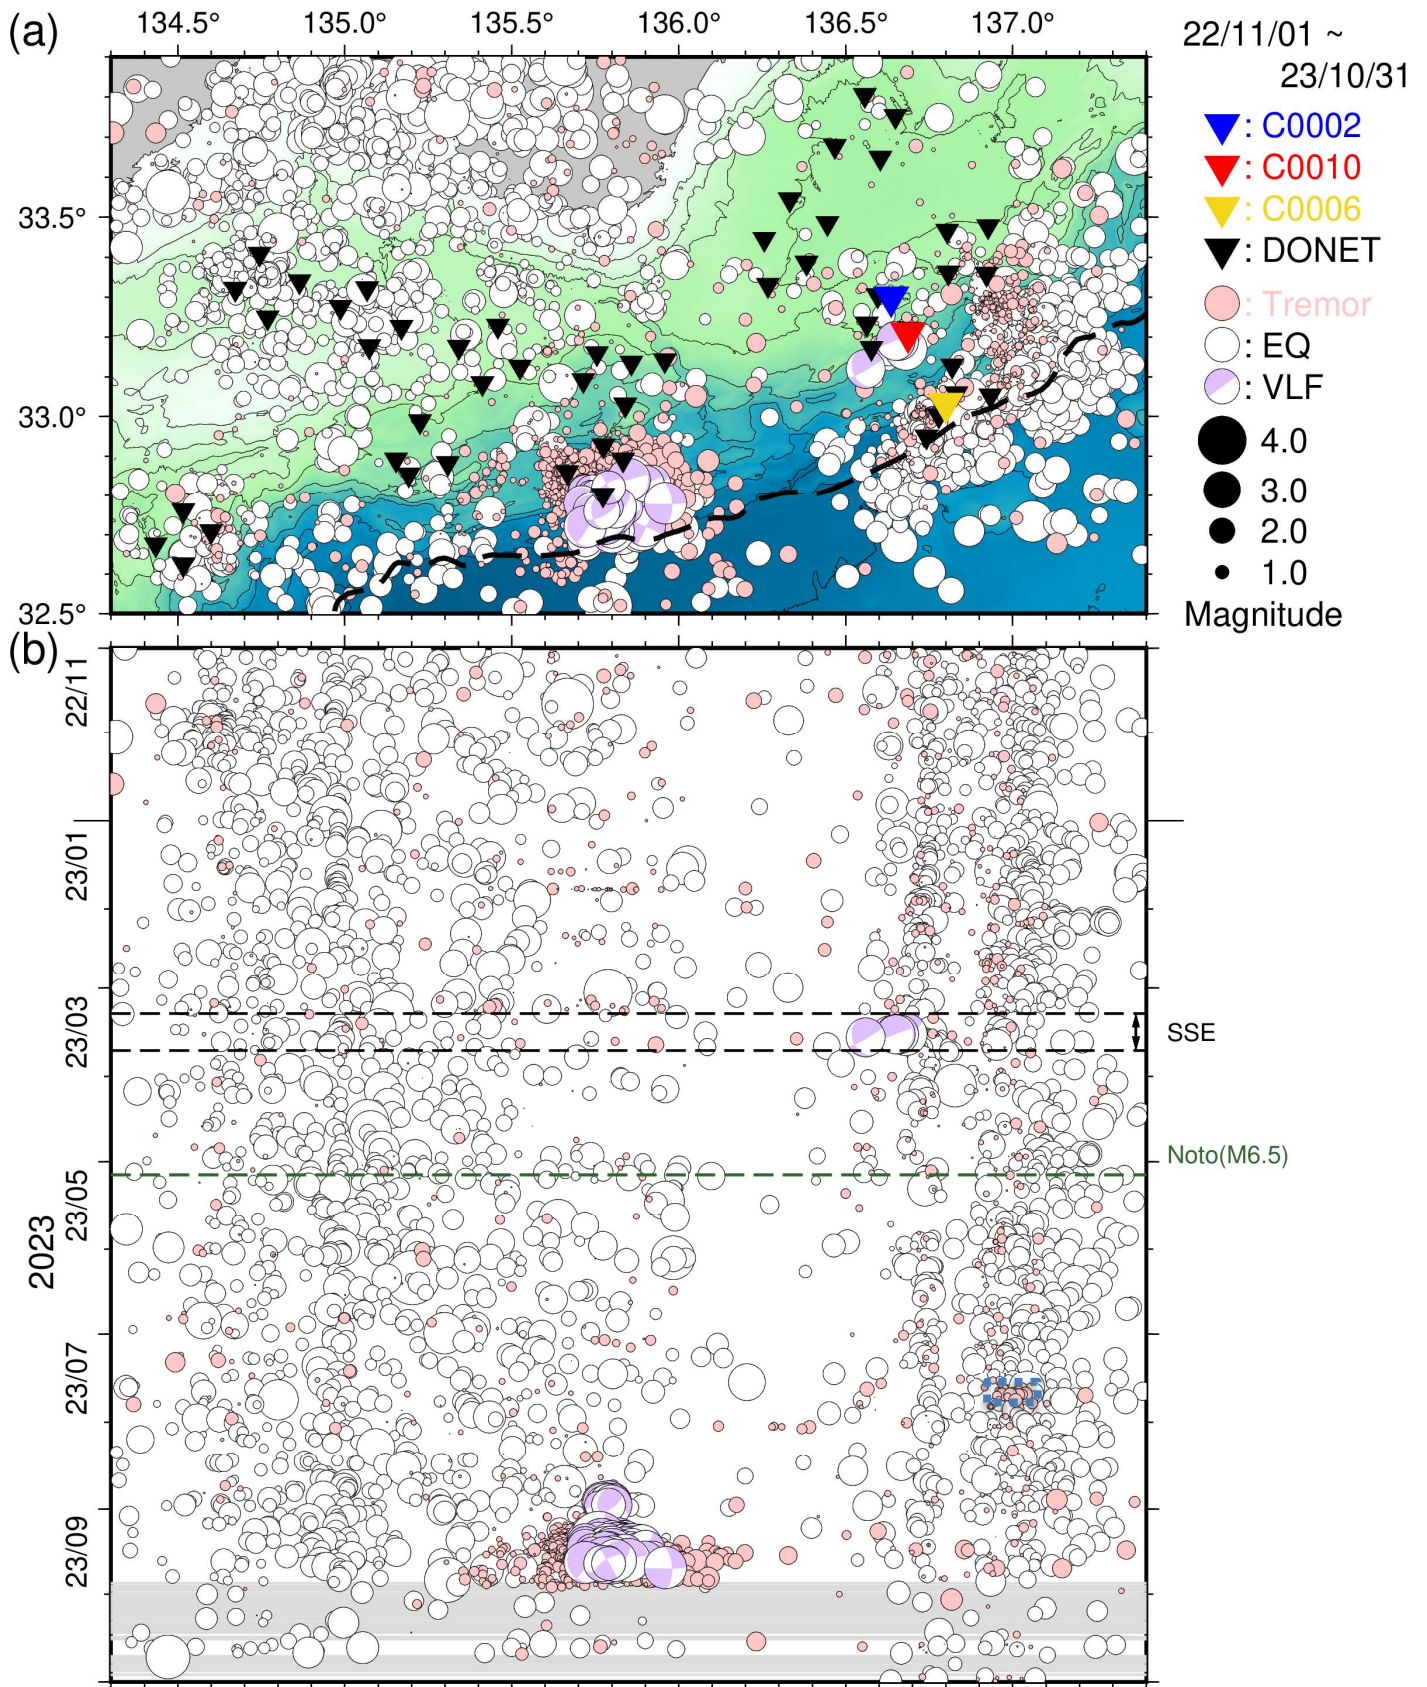 (a)
134.5° 135.0° 135.5° 136.0° 136.5° 137.0°
22/11/01 ~
23/10/31
: C0002
: C0010
: C0006
: DONET
: Tremor
: EQ
: VLF
4.0
3.0
2.0
1.0
Magnitude
33.5°
33.0°
32.5°
(b)
22/11
23/01
23/03
23/05
23/07
23/09
2023
SSE
Noto(M6.5)